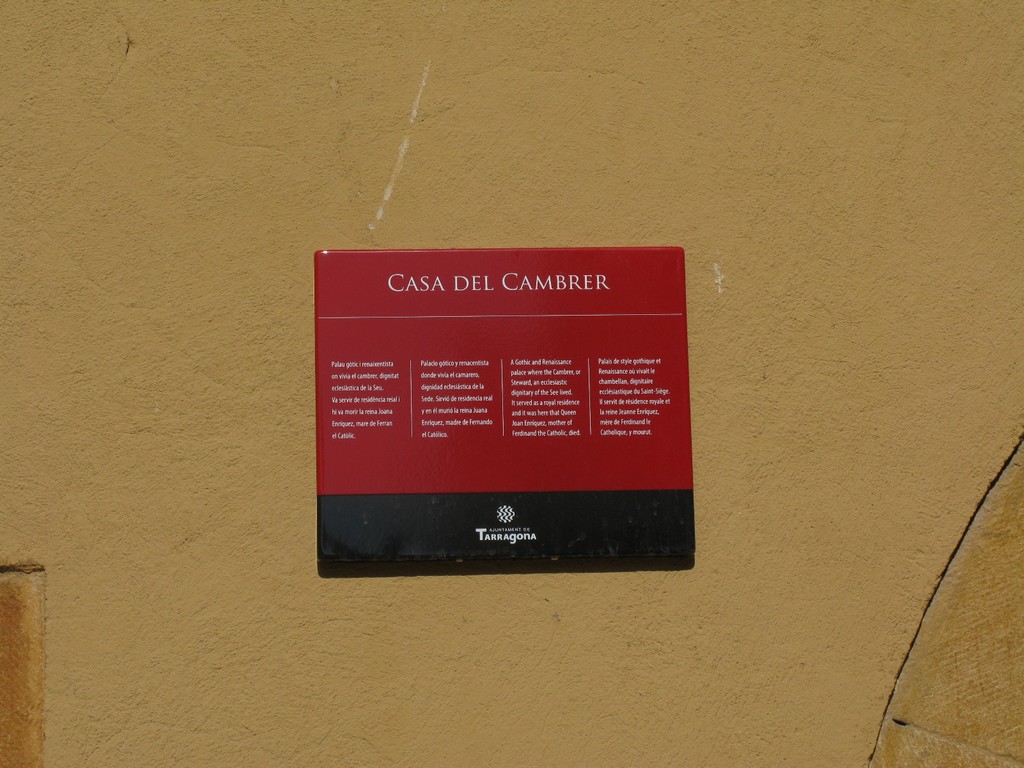 CASA DEL CAMBRER
Palau gòtic i renaixentista
on vivia el cambrer, dignitat
eclesiàstica de la Seu.
Va servir de residència reial i
hi va morir la reina Joana
Enríquez, mare de Ferran
el Catòlic.
Palacio gótico y renacentista
donde vivía el camarero,
dignidad eclesiástica de la
Sede. Sirvió de residencia real
y en él murió la reina Juana
Enríquez, madre de Fernando
el Católico.
A Gothic and Renaissance
palace where the Cambrer, or
Steward, an ecclesiastic
dignitary of the See lived.
It served as a royal residence
and it was here that Queen
Joan Enríquez, mother of
Ferdinand the Catholic, died.
Palais de style gothique et
Renaissance où vivait le
chambellan, dignitaire
ecclésiastique du Saint-Siège.
Il servit de résidence royale et
la reine Jeanne Enríquez,
mère de Ferdinand le
Catholique, y mourut.
AJUNTAMENT DE
TARRAGONA